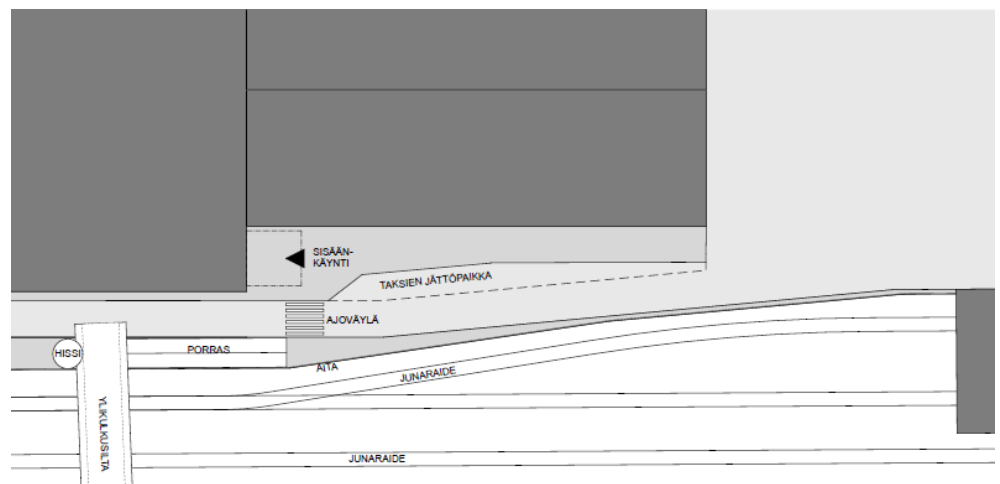 SISÄÄN-
KÄYNTI
TAKSIEN JÄTTÖPAIKKA
AJOVÄYLÄ
HISSI
PORRAS
AITA
JUNARAIDE
YLIKULKUSILTA
JUNARAIDE